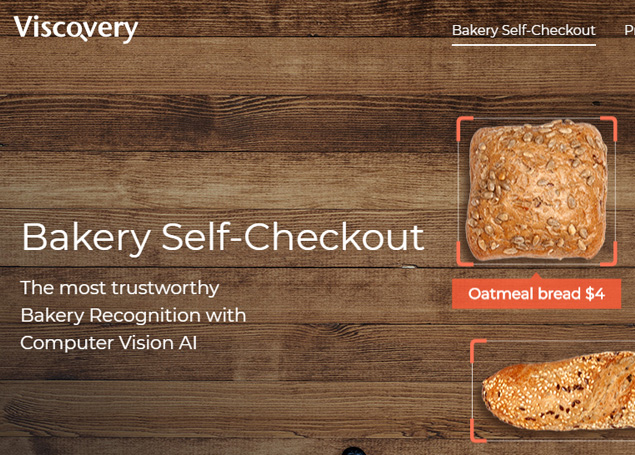 Viscovery
Bakery Self-Checkout
Bakery Self-Checkout
The most trustworthy
Bakery Recognition with
Computer Vision AI
Oatmeal bread $4